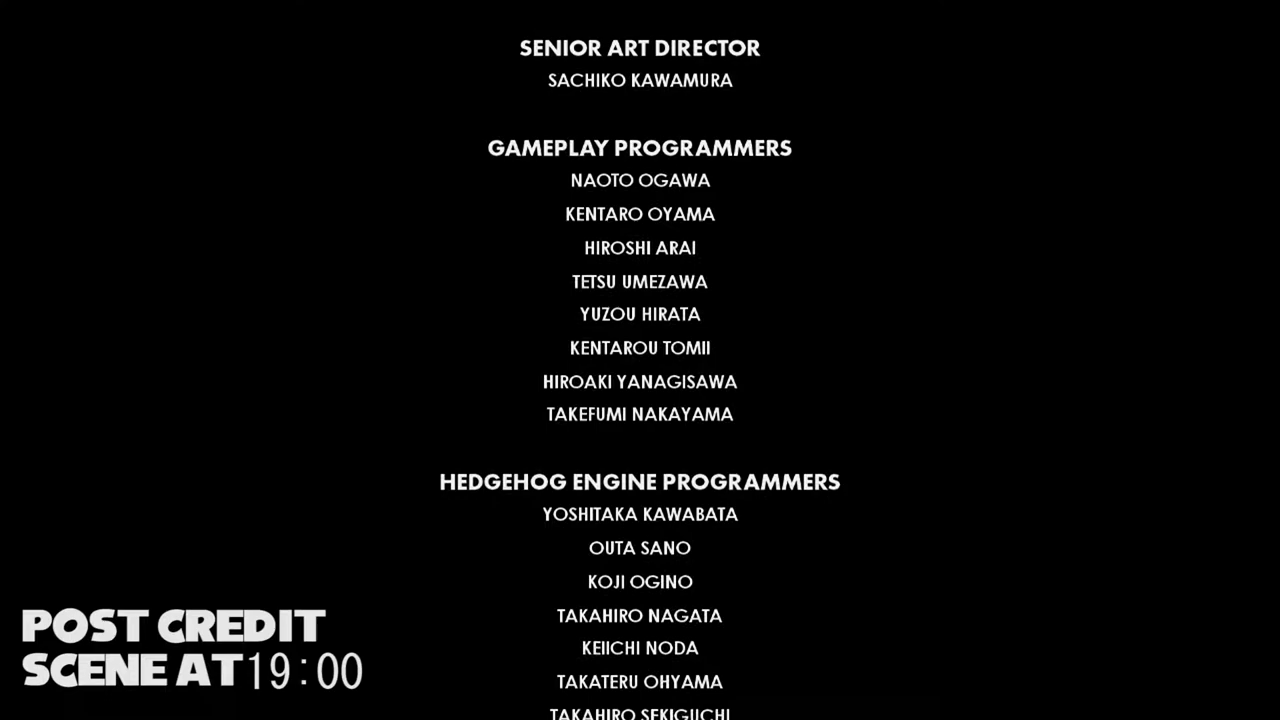 SENIOR ART DIRECTOR
SACHIKO KAWAMURA
GAMEPLAY PROGRAMMERS
NAOTO OGAWA
KENTARO OYAMA
HIROSHI ARAI
TETSU UMEZAWA
YUZOU HIRATA
KENTAROU TOMII
HIROAKI YANAGISAWA
TAKEFUMI NAKAYAMA
HEDGEHOG ENGINE PROGRAMMERS
YOSHITAKA KAWABATA
OUTA SANO
KOJI OGINO
TAKAHIRO NAGATA
KEIICHI NODA
TAKATERU OHYAMA
TAKAHIRO SEKIGUCHI
POST CREDIT
SCENE AT 19:00